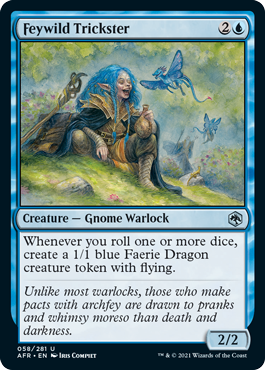 Feywild Trickster 2
Creature — Gnome Warlock
Whenever you roll one or more dice,
create a 1/1 blue Faerie Dragon
creature token with flying.
Unlike most warlocks, those who make
pacts with archfey are drawn to pranks
and whimsy moreso than death and
darkness.
2/2
058/281 U
AFR • EN Iris Compiet
™ & © 2021 Wizards of the Coast